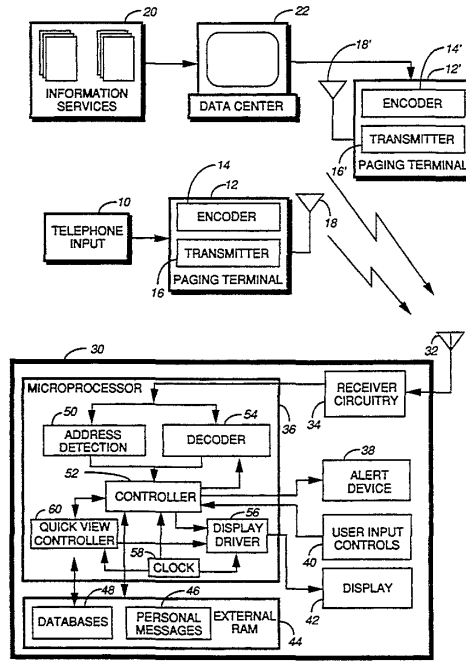 20
22
18'
14'
12'
INFORMATION
SERVICES
DATA CENTER
ENCODER
TRANSMITTER
16'
PAGING TERMINAL
10
14
12
TELEPHONE
INPUT
ENCODER
18
TRANSMITTER
16
PAGING TERMINAL
30
32
MICROPROCESSOR
RECEIVER
CIRCUITRY
34
36
50
54
ADDRESS
DETECTION
DECODER
38
52
ALERT
DEVICE
CONTROLLER
60
56
QUICK VIEW
CONTROLLER
DISPLAY
DRIVER
USER INPUT
CONTROLS
40
58
CLOCK
DISPLAY
42
48
46
DATABASES
PERSONAL
MESSAGES
EXTERNAL
RAM
44